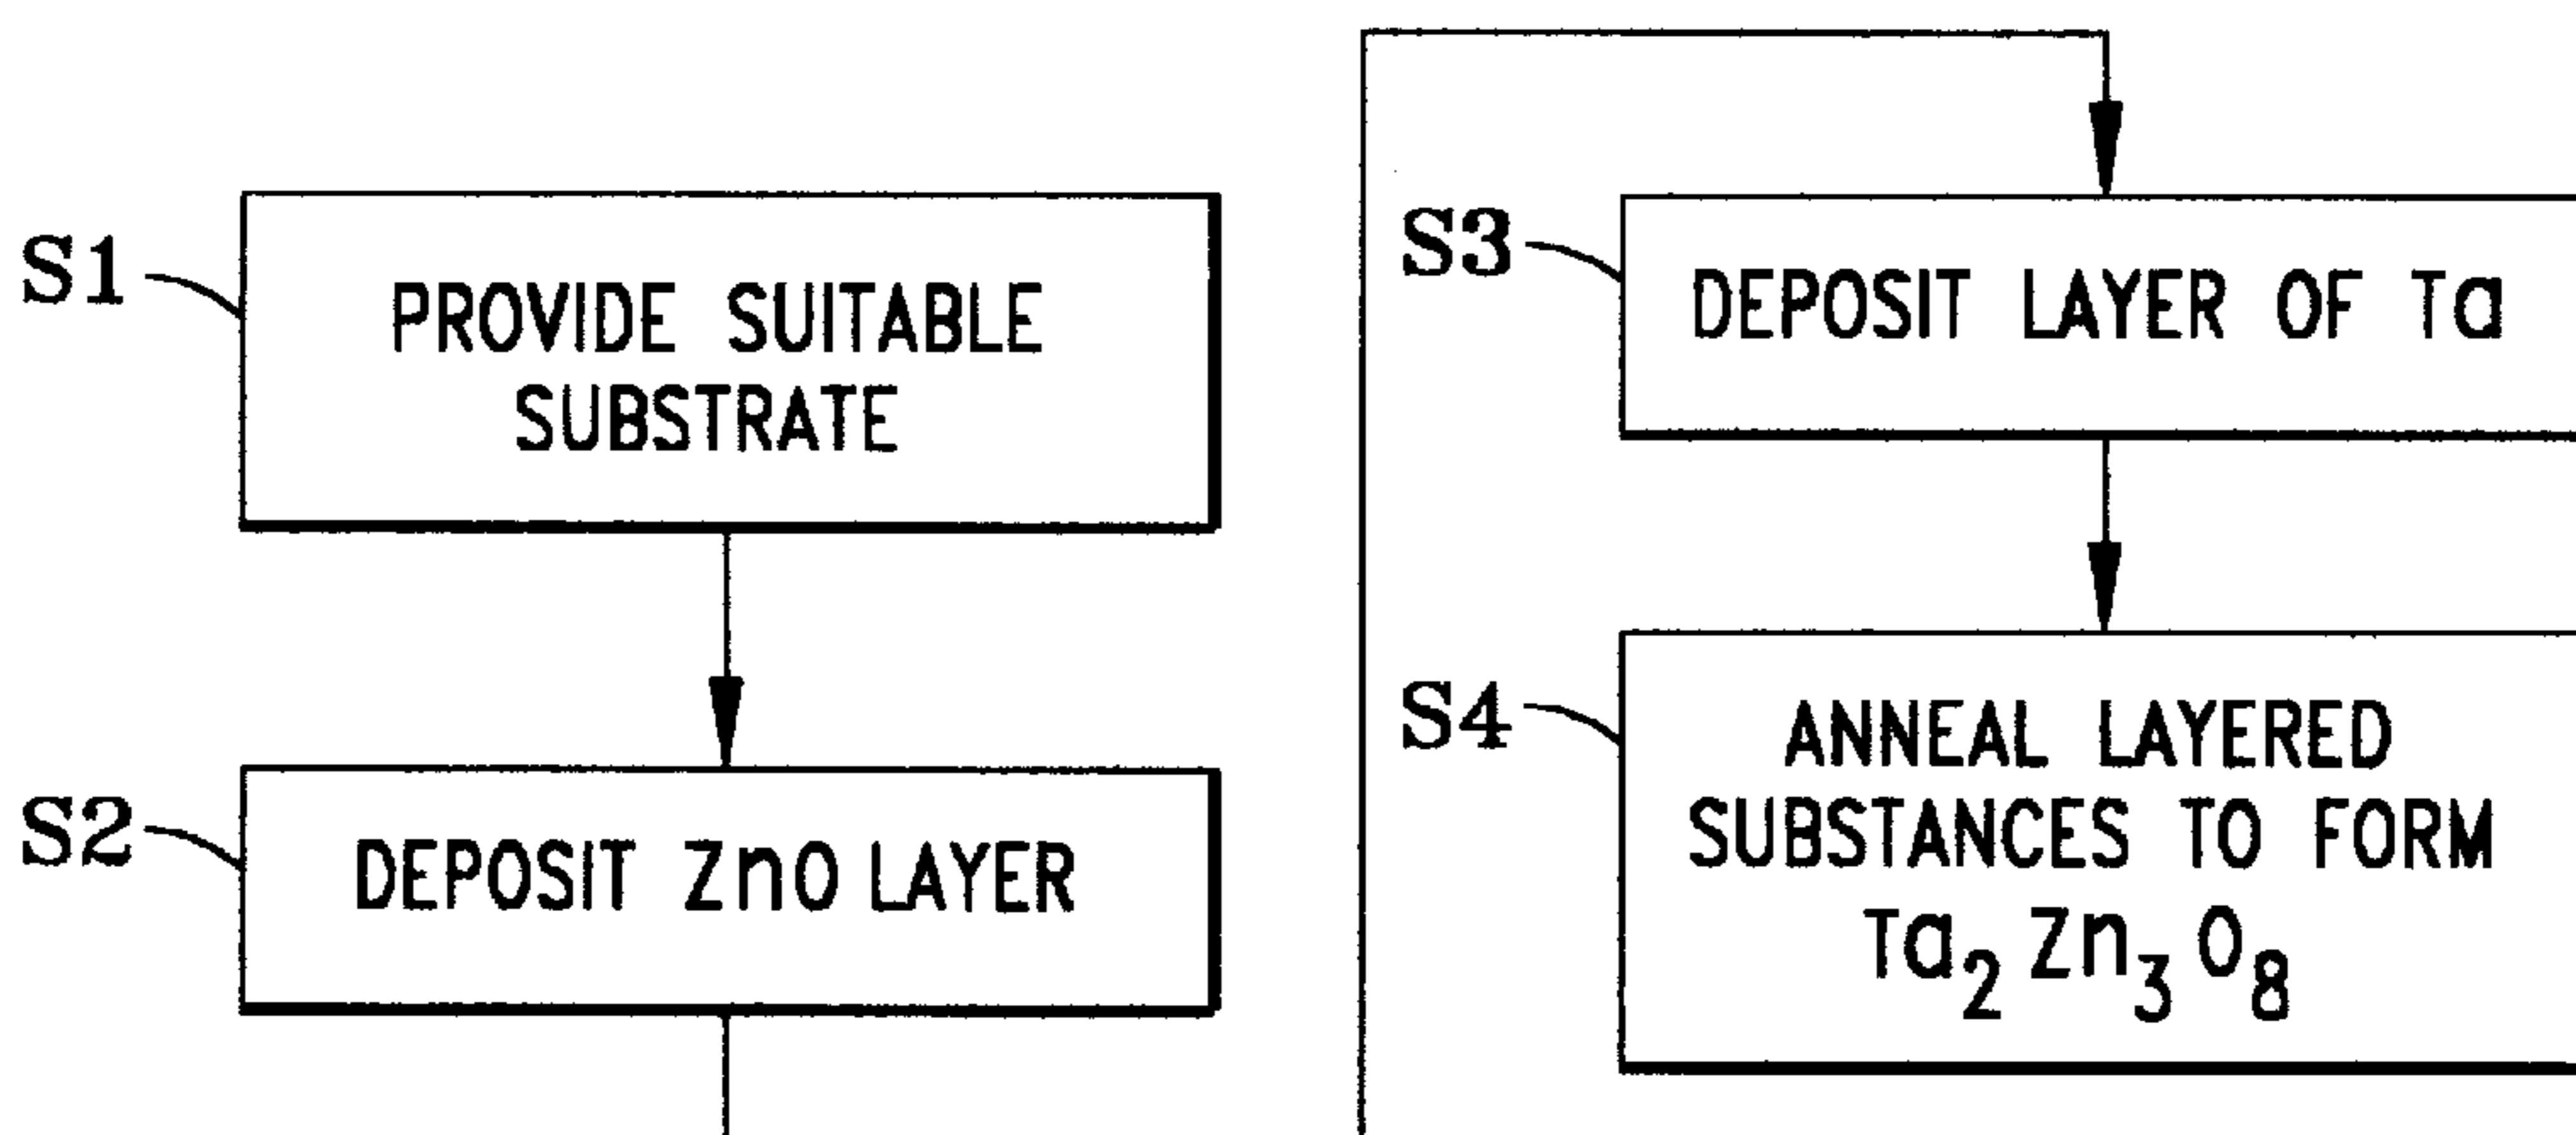 S1
PROVIDE SUITABLE
SUBSTRATE
S2
DEPOSIT ZnO LAYER
S3
DEPOSIT LAYER OF Ta
S4
ANNEAL LAYERED
SUBSTANCES TO FORM
Ta₂ Zn₃ O₈